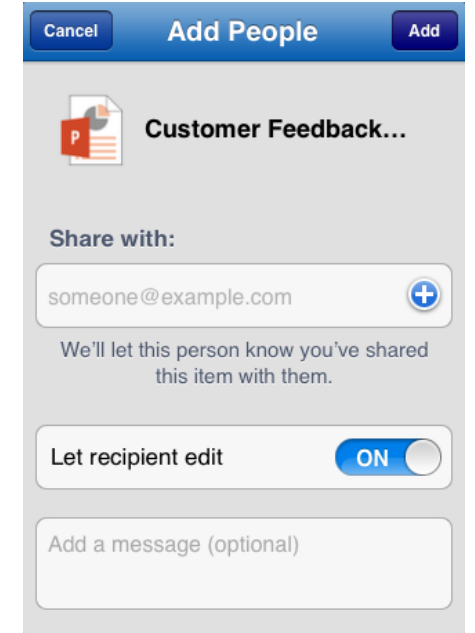 Cancel Add People Add
P Customer Feedback...
Share with:
someone@example.com
We'll let this person know you've shared
this item with them.
Let recipient edit ON
Add a message (optional)